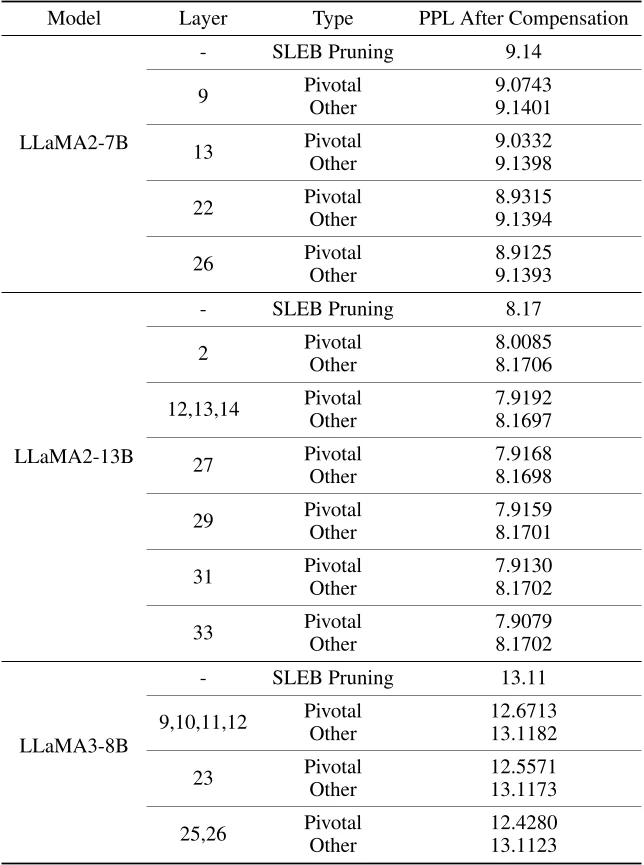 Model Layer Type PPL After Compensation
- SLEB Pruning 9.14
9 Pivotal 9.0743
Other 9.1401
LLaMA2-7B 13 Pivotal 9.0332
Other 9.1398
22 Pivotal 8.9315
Other 9.1394
26 Pivotal 8.9125
Other 9.1393
- SLEB Pruning 8.17
2 Pivotal 8.0085
Other 8.1706
12,13,14 Pivotal 7.9192
Other 8.1697
LLaMA2-13B 27 Pivotal 7.9168
Other 8.1698
29 Pivotal 7.9159
Other 8.1701
31 Pivotal 7.9130
Other 8.1702
33 Pivotal 7.9079
Other 8.1702
- SLEB Pruning 13.11
9,10,11,12 Pivotal 12.6713
Other 13.1182
LLaMA3-8B 23 Pivotal 12.5571
Other 13.1173
25,26 Pivotal 12.4280
Other 13.1123